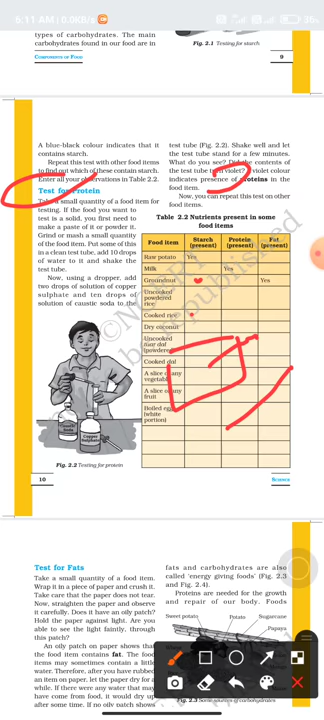 6:11 AM | 0.0KB/s
36
types of carbohydrates. The main
carbohydrates found in our food are in
Fig. 2.1 Testing for starch
COMPONENTS OF FOOD
9
A blue-black colour indicates that it
contains starch.
Repeat this test with other food items
to find out which of these contain starch.
Enter all your observations in Table 2.2.
Test for Protein
Take a small quantity of a food item for
testing. If the food you want to
test is a solid, you first need to
make a paste of it or powder it.
Grind or mash a small quantity
of the food item. Put some of this
in a clean test tube, add 10 drops
of water to it and shake the
test tube.
Now, using a dropper, add
two drops of solution of copper
sulphate and ten drops of
solution of caustic soda to the
Copper Sulphate
Fig. 2.2 Testing for protein
10
test tube (Fig. 2.2). Shake well and let
the test tube stand for a few minutes.
What do you see? Did the contents of
the test tube turn violet? A violet colour
indicates presence of proteins in the
food item.
Now, you can repeat this test on other
food items.
Table 2.2 Nutrients present in some
food items
Food item Starch (present) Protein (present) Fat (present)
Raw potato Yes
Milk Yes
Groundnut Yes
Uncooked
powdered
rice
Cooked rice
Dry coconut
Uncooked
tuar dal
(powdered)
Cooked dal
A slice of any
vegetable
A slice of any
fruit
Boiled egg
(white
portion)
SCIENCE
Test for Fats
Take a small quantity of a food item.
Wrap it in a piece of paper and crush it.
Take care that the paper does not tear.
Now, straighten the paper and observe
it carefully. Does it have an oily patch?
Hold the paper against light. Are you
able to see the light faintly, through
this patch?
An oily patch on paper shows that
the food item contains fat. The food
items may sometimes contain a little
water. Therefore, after you have rubbed
an item on paper, let the paper dry for a
while. If there were any water that may
have come from food, it would dry up
after some time. If no oily patch shows
fats and carbohydrates are also
called ‘energy giving foods’ (Fig. 2.3
and Fig. 2.4).
Proteins are needed for the growth
and repair of our body. Foods
Sweet potato
Potato
Sugarcane
Papaya
Fig. 2.3 Some sources of carbohydrates